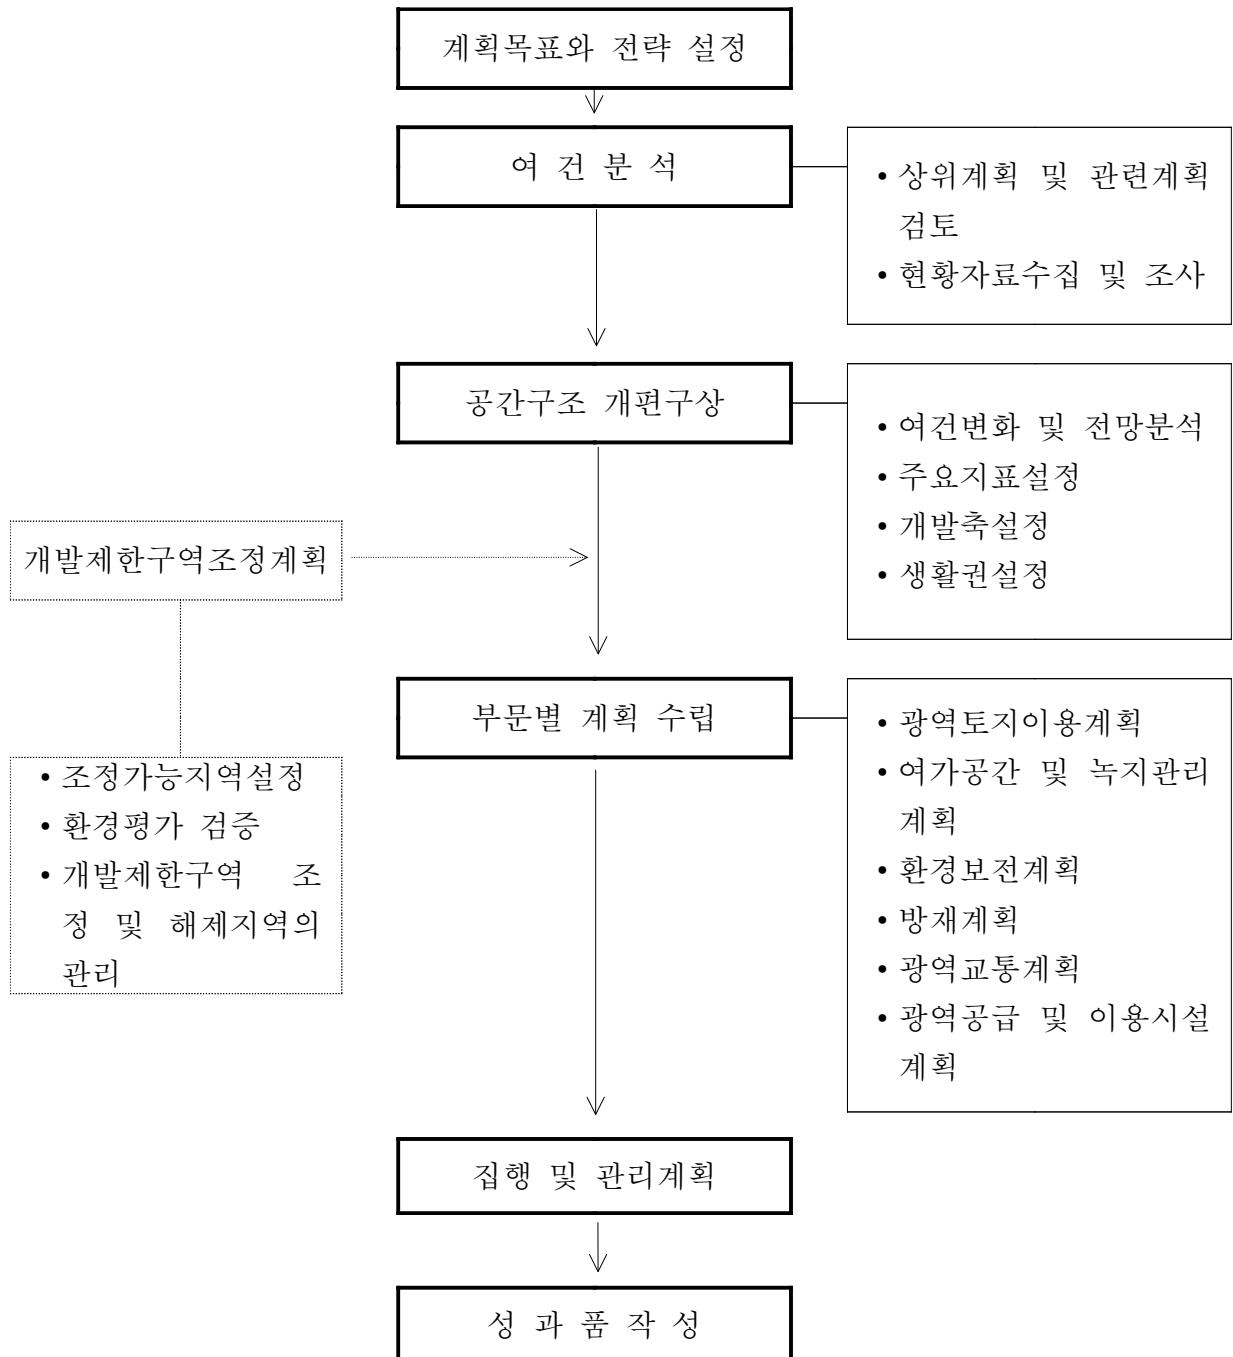 계획목표와 전략 설정
여 건 분 석
• 상위계획 및 관련계획
검토
• 현황자료수집 및 조사
공간구조 개편구상
• 여건변화 및 전망분석
• 주요지표설정
• 개발축설정
• 생활권설정
개발제한구역조정계획
• 조정가능지역설정
• 환경평가 검증
• 개발제한구역 조
정 및 해제지역의
관리
부문별 계획 수립
• 광역토지이용계획
• 여가공간 및 녹지관리
계획
• 환경보전계획
• 방재계획
• 광역교통계획
• 광역공급 및 이용시설
계획
집행 및 관리계획
성 과 품 작 성